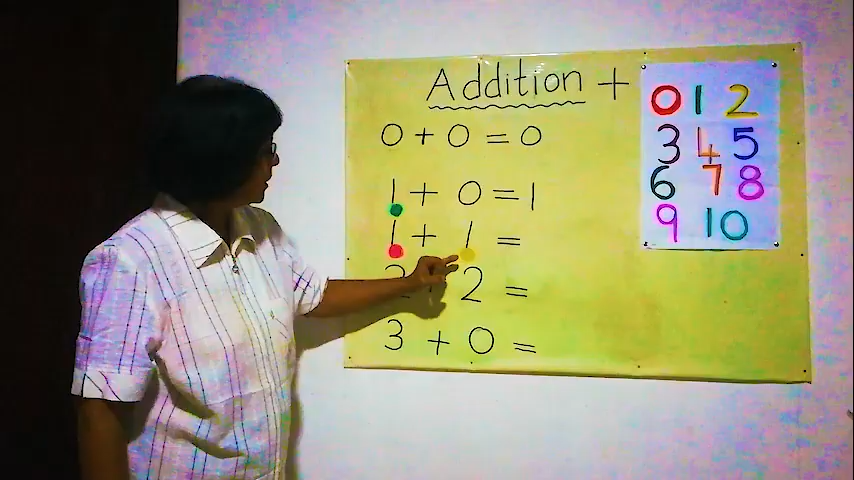 Addition +
0 + 0 = 0
1 + 0 = 1
1 + 1 =
2 + 2 =
3 + 0 =
0 1 2
3 4 5
6 7 8
9 10